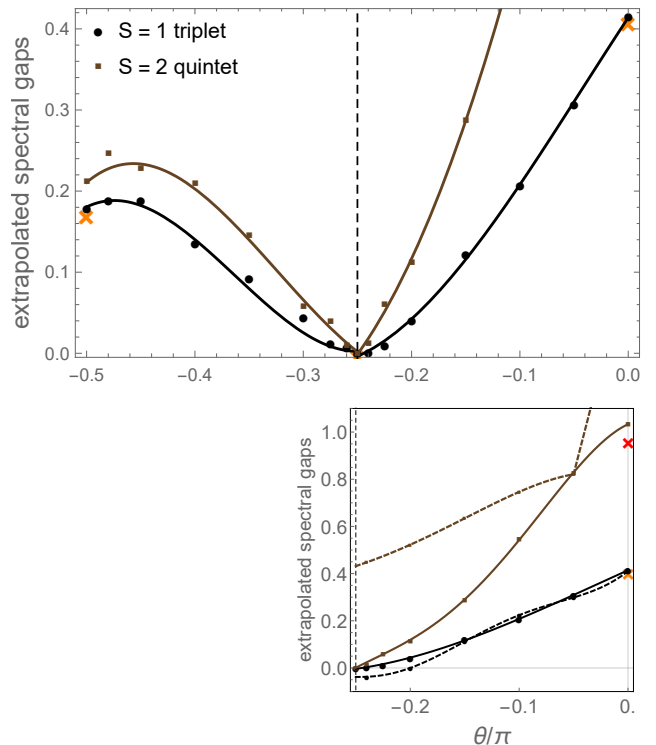 extrapolated spectral gaps
0.4
0.3
0.2
0.1
0.0
S = 1 triplet
S = 2 quintet
−0.5 −0.4 −0.3 −0.2 −0.1 0.0
extrapolated spectral gaps
1.0
0.8
0.6
0.4
0.2
0.0
−0.2 −0.1 0.
θ/π